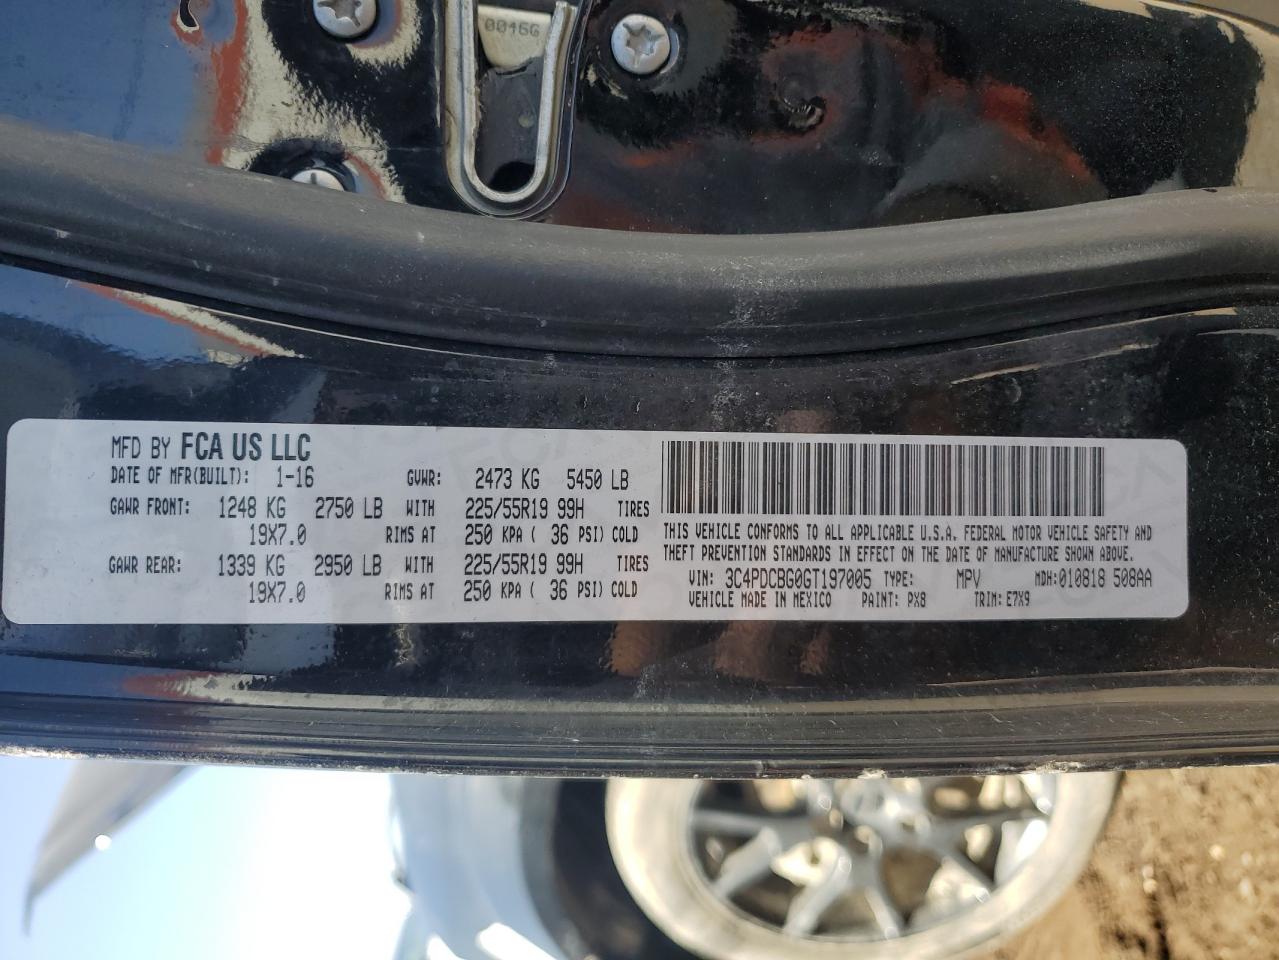 0046G
MFD BY FCA US LLC
DATE OF MFR(BUILT): 1-16 GVWR: 2473 KG 5450 LB
GAWR FRONT: 1248 KG 2750 LB WITH 225/55R19 99H TIRES
19X7.0 RIMS AT 250 KPA ( 36 PSI) COLD
GAWR REAR: 1339 KG 2950 LB WITH 225/55R19 99H TIRES
19X7.0 RIMS AT 250 KPA ( 36 PSI) COLD
THIS VEHICLE CONFORMS TO ALL APPLICABLE U.S.A. FEDERAL MOTOR VEHICLE SAFETY AND
THEFT PREVENTION STANDARDS IN EFFECT ON THE DATE OF MANUFACTURE SHOWN ABOVE.
VIN: 3C4PDCBG0GT197005 TYPE: MPV MDH:010818 508AA
VEHICLE MADE IN MEXICO PAINT: PX8 TRIM: E7X9